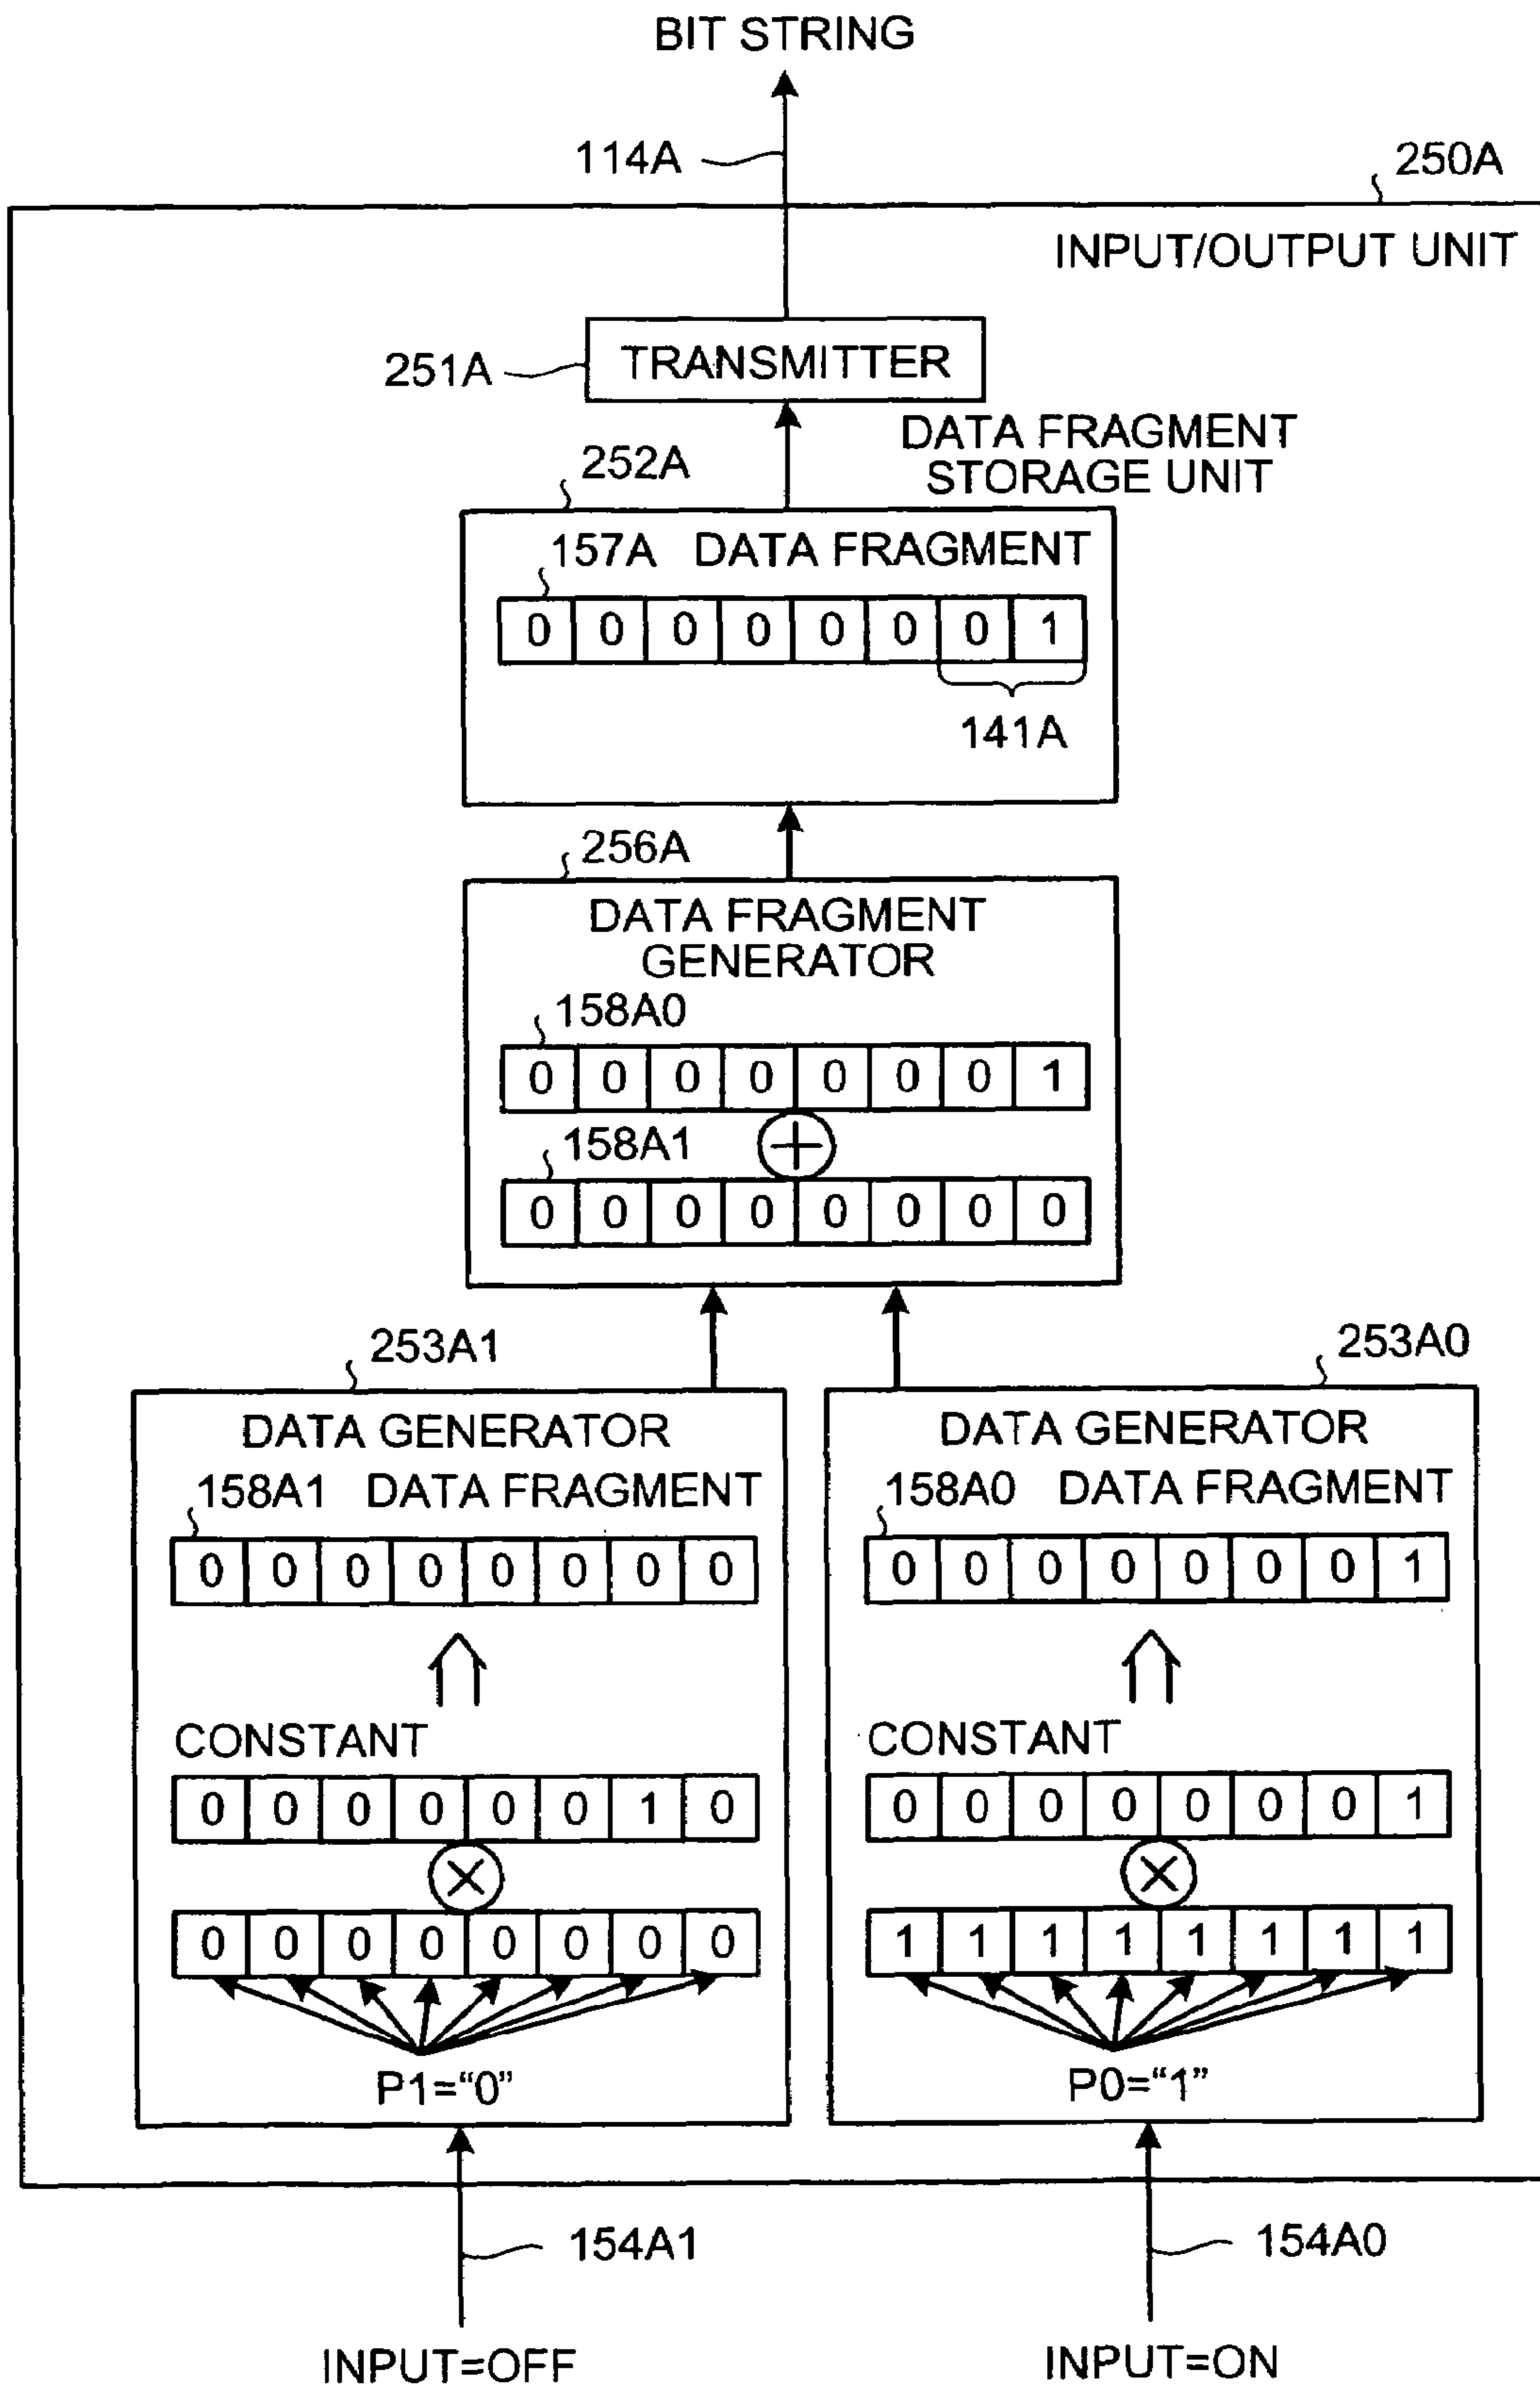 BIT STRING
114A
250A
INPUT/OUTPUT UNIT
251A
TRANSMITTER
DATA FRAGMENT
STORAGE UNIT
252A
157A DATA FRAGMENT
0 0 0 0 0 0 0 1
141A
256A
DATA FRAGMENT
GENERATOR
158A0
0 0 0 0 0 0 0 1
158A1
0 0 0 0 0 0 0 0
253A1
DATA GENERATOR
158A1 DATA FRAGMENT
0 0 0 0 0 0 0 0
CONSTANT
0 0 0 0 0 0 1 0
0 0 0 0 0 0 0 0
P1=“0”
154A1
INPUT=OFF
253A0
DATA GENERATOR
158A0 DATA FRAGMENT
0 0 0 0 0 0 0 1
CONSTANT
0 0 0 0 0 0 0 1
1 1 1 1 1 1 1 1
P0=“1”
154A0
INPUT=ON